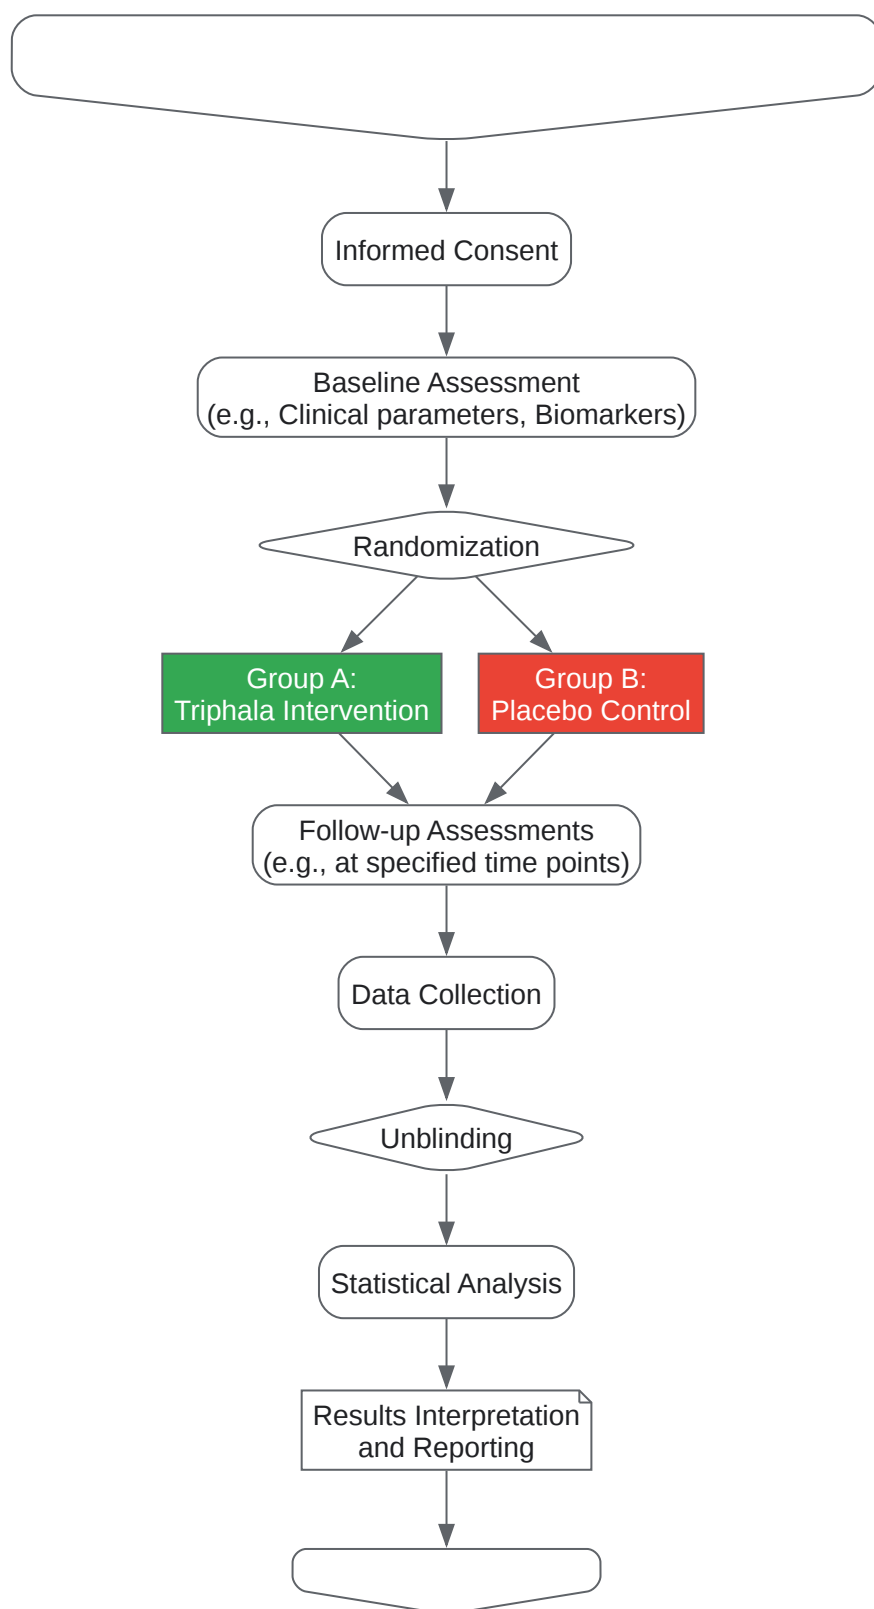 Informed Consent
Baseline Assessment
(e.g., Clinical parameters, Biomarkers)
Randomization
Group A:
Triphala Intervention
Group B:
Placebo Control
Follow-up Assessments
(e.g., at specified time points)
Data Collection
Unblinding
Statistical Analysis
Results Interpretation
and Reporting